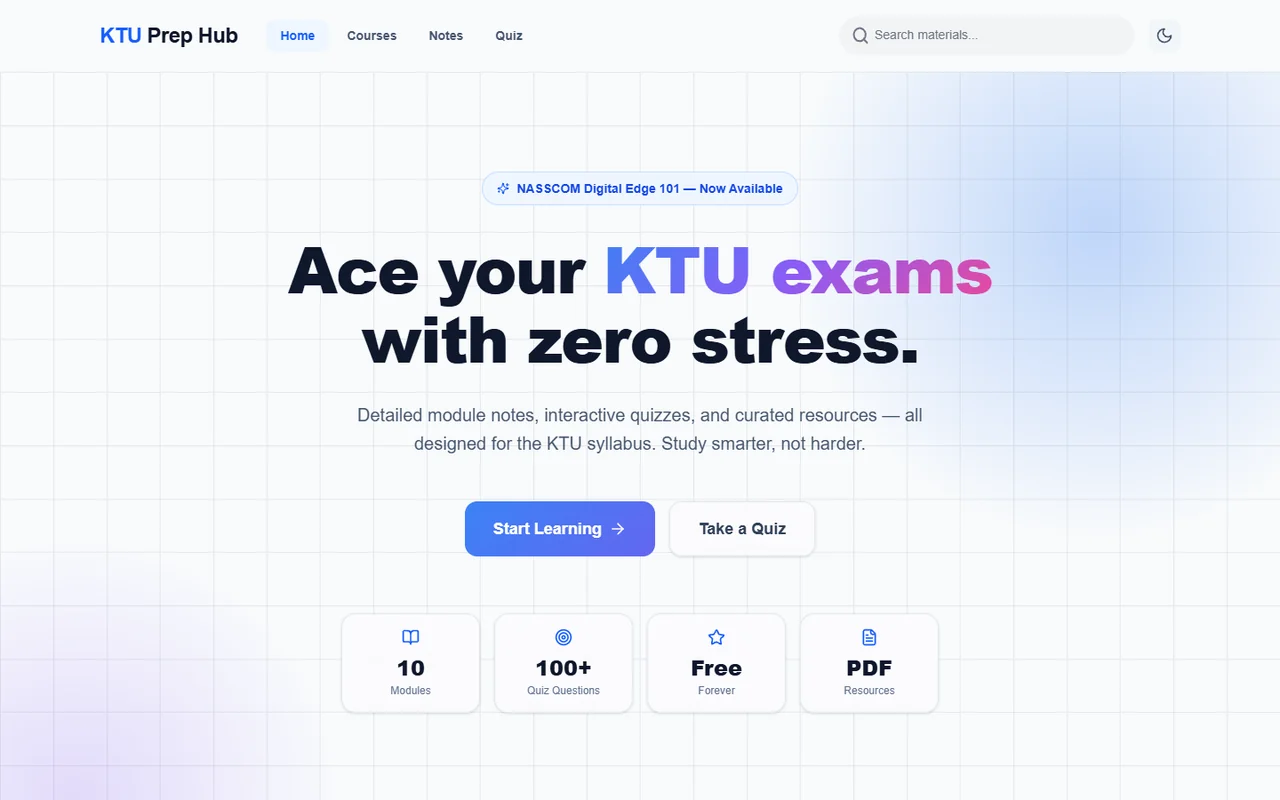 KTU Prep Hub
Home
Courses
Notes
Quiz
Search materials...
NASSCOM Digital Edge 101 — Now Available
Ace your KTU exams
with zero stress.
Detailed module notes, interactive quizzes, and curated resources — all
designed for the KTU syllabus. Study smarter, not harder.
Start Learning
Take a Quiz
10
Modules
100+
Quiz Questions
Free
Forever
PDF
Resources